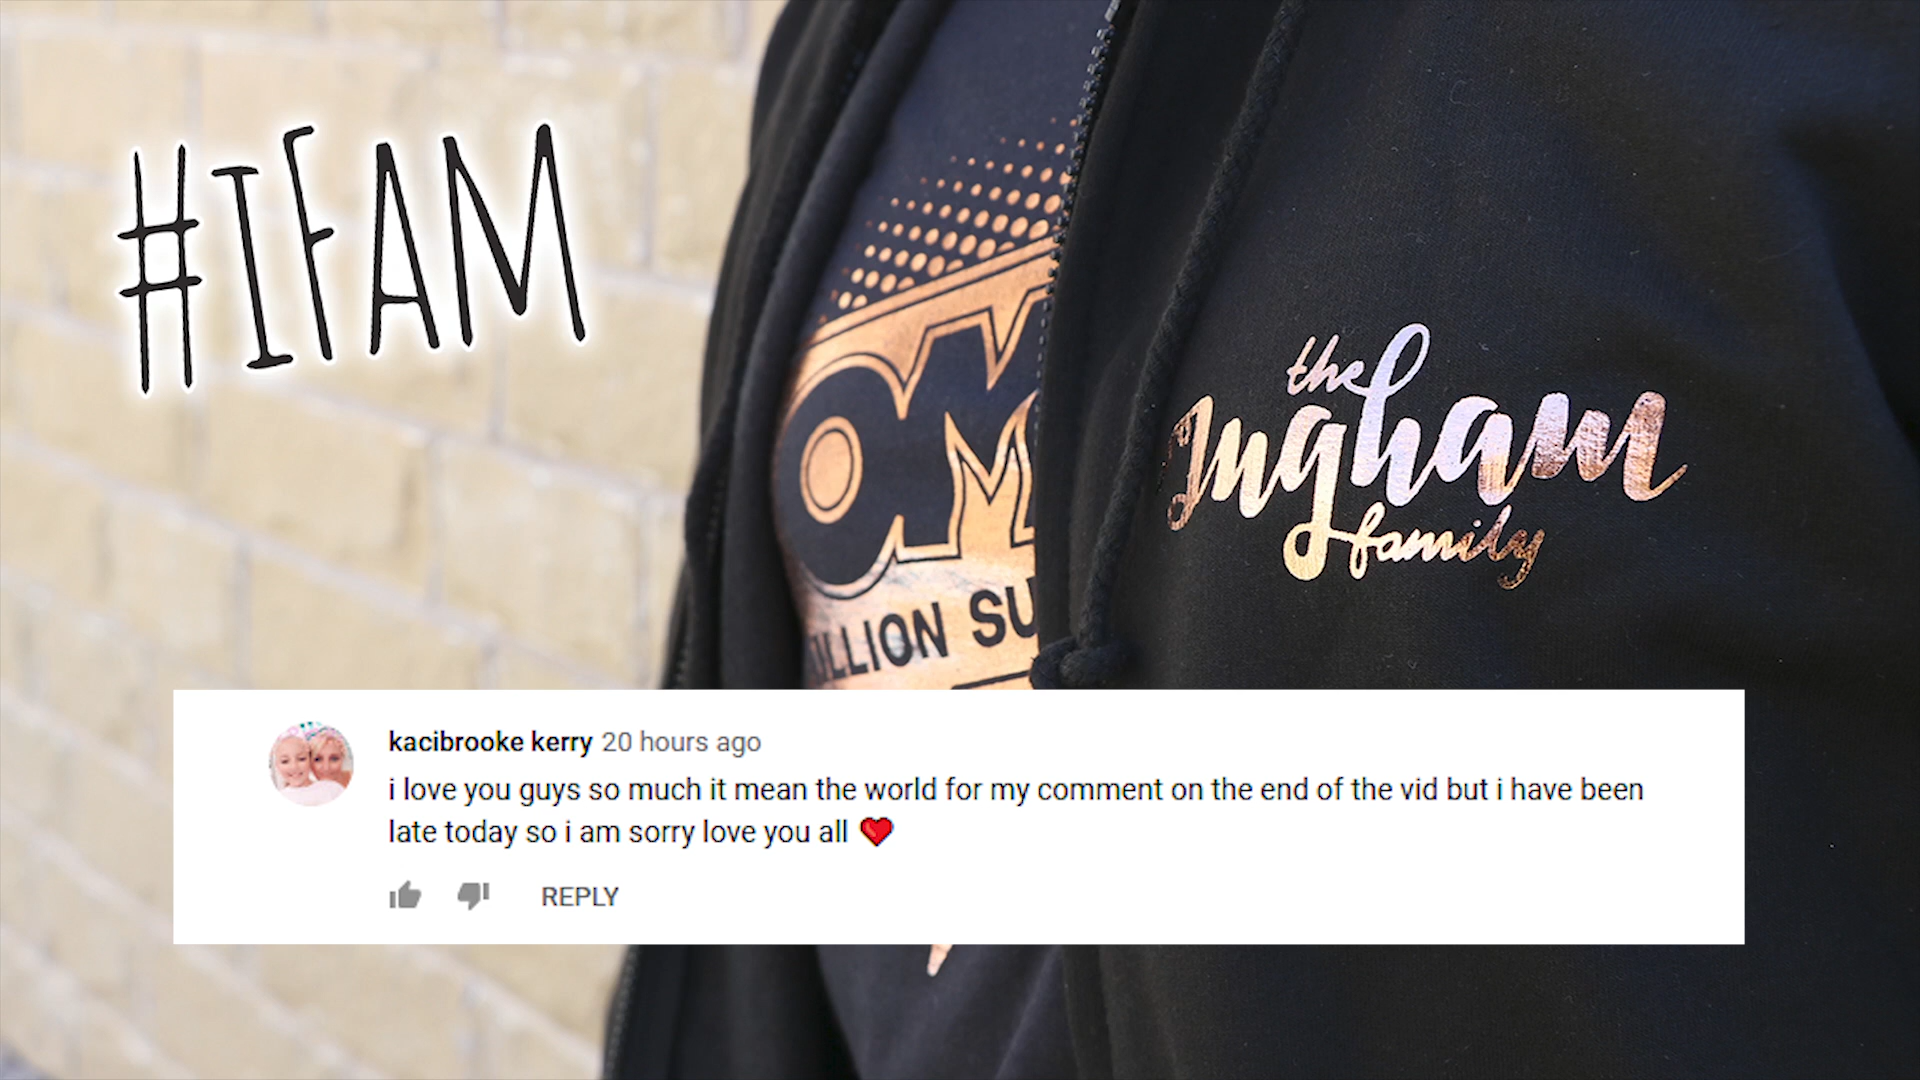 #IFAM
the
Ingham
family
ILLION SU
kacibrooke kerry 20 hours ago
i love you guys so much it mean the world for my comment on the end of the vid but i have been
late today so i am sorry love you all ❤
REPLY